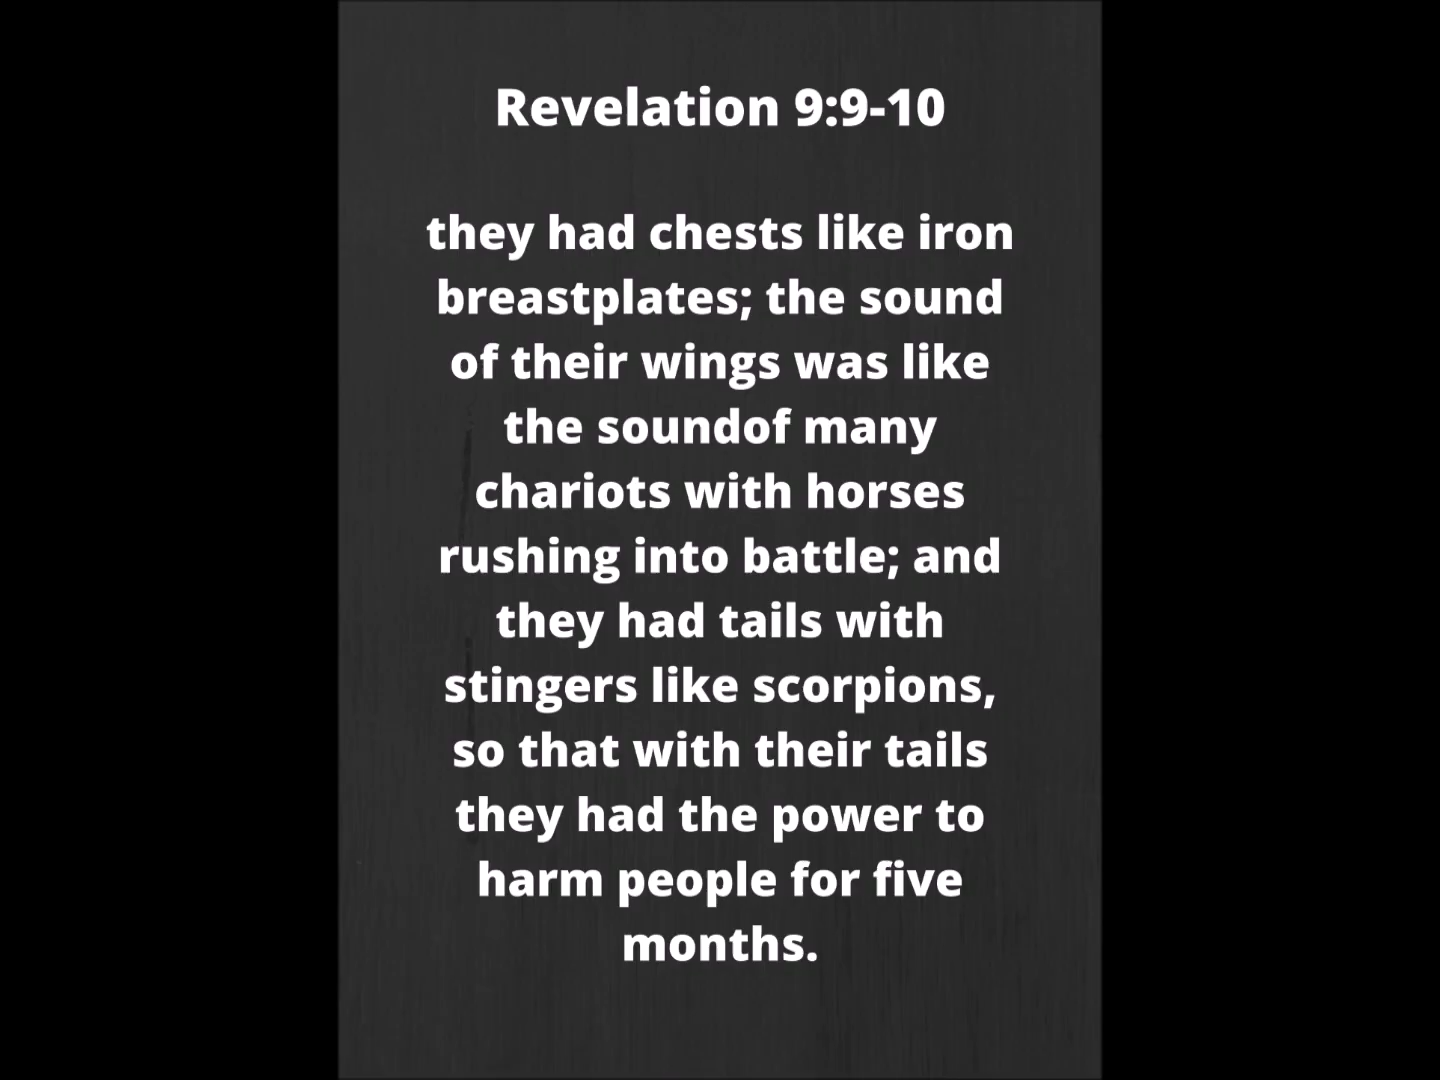 Revelation 9:9-10
they had chests like iron
breastplates; the sound
of their wings was like
the soundof many
chariots with horses
rushing into battle; and
they had tails with
stingers like scorpions,
so that with their tails
they had the power to
harm people for five
months.